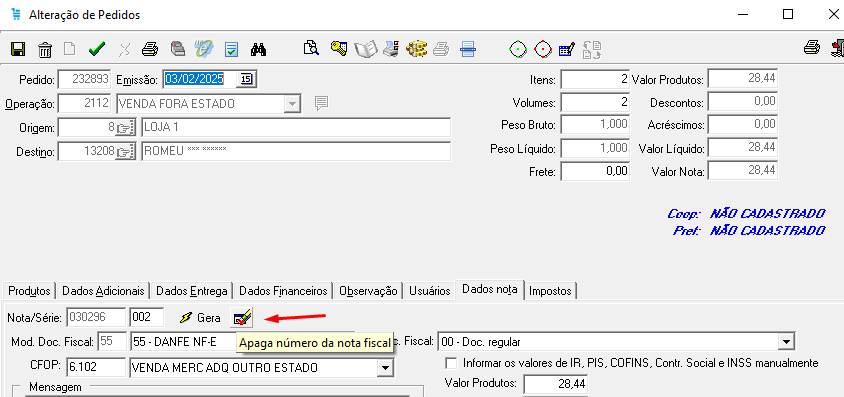 Alteração de Pedidos
Pedido: 232893 Emissão: 03/02/2025 15
Itens: 2 Valor Produtos: 28,44
Operação: 2112 VENDA FORA ESTADO
Volumes: 2 Descontos: 0,00
Origem: 8 LOJA 1
Peso Bruto: 1,000 Acréscimos: 0,00
Destino: 13208 ROMEU *** ******
Peso Líquido: 1,000 Valor Líquido: 28,44
Frete: 0,00 Valor Nota: 28,44
Coop: NÃO CADASTRADO
Pref: NÃO CADASTRADO
Produtos Dados Adicionais Dados Entrega Dados Financeiros Observação Usuários Dados nota Impostos
Nota/Série: 030296 002 Gera
Mod. Doc. Fiscal: 55 55 - DANFE NF-E Apaga número da nota fiscal Fiscal: 00 - Doc. regular
CFOP: 6.102 VENDA MERC ADQ OUTRO ESTADO Informar os valores de IR, PIS, COFINS, Contr. Social e INSS manualmente
Mensagem Valor Produtos: 28,44